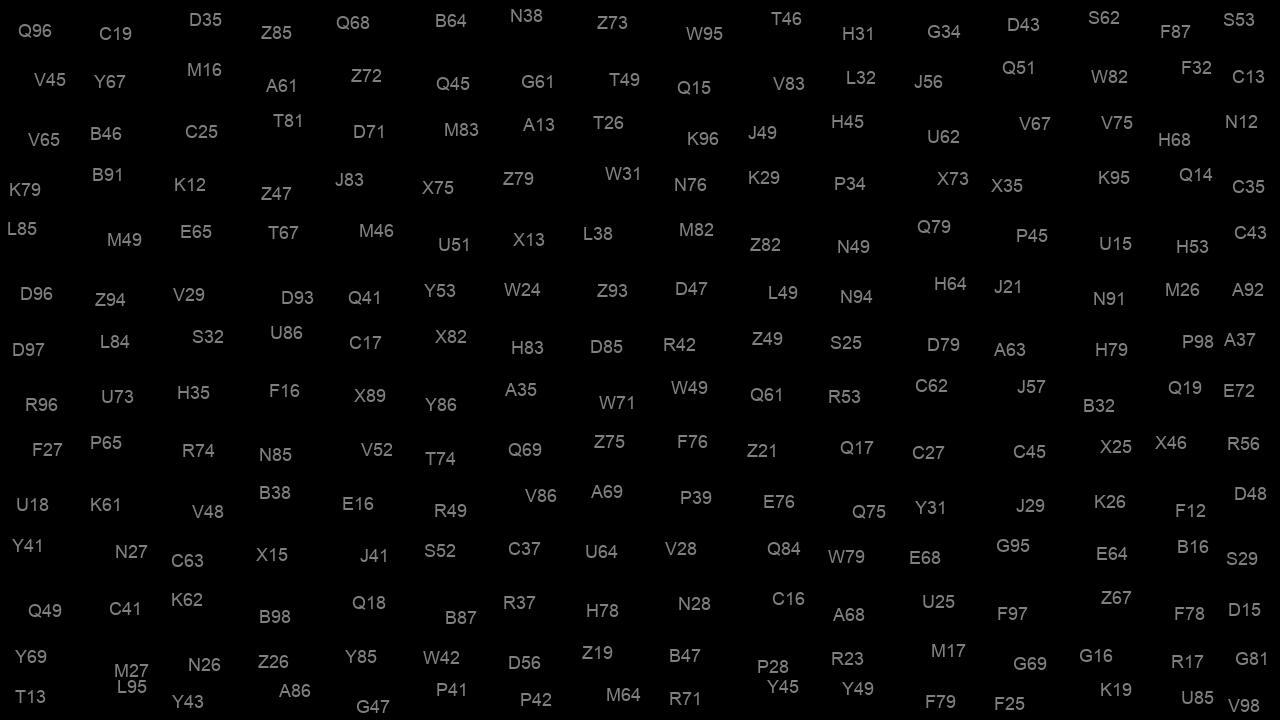 Q96 C19 D35 Z85 Q68 B64 N38 Z73 W95 T46 H31 G34 D43 S62 F87 S53
V45 Y67 M16 A61 Z72 Q45 G61 T49 Q15 V83 L32 J56 Q51 W82 F32 C13
V65 B46 C25 T81 D71 M83 A13 T26 K96 J49 H45 U62 V67 V75 H68 N12
K79 B91 K12 Z47 J83 X75 Z79 W31 N76 K29 P34 X73 X35 K95 Q14 C35
L85 M49 E65 T67 M46 U51 X13 L38 M82 Z82 N49 Q79 P45 U15 H53 C43
D96 Z94 V29 D93 Q41 Y53 W24 Z93 D47 L49 N94 H64 J21 N91 M26 A92
D97 L84 S32 U86 C17 X82 H83 D85 R42 Z49 S25 D79 A63 H79 P98 A37
R96 U73 H35 F16 X89 Y86 A35 W71 W49 Q61 R53 C62 J57 B32 Q19 E72
F27 P65 R74 N85 V52 T74 Q69 Z75 F76 Z21 Q17 C27 C45 X25 X46 R56
U18 K61 V48 B38 E16 R49 V86 A69 P39 E76 Q75 Y31 J29 K26 F12 D48
Y41 N27 C63 X15 J41 S52 C37 U64 V28 Q84 W79 E68 G95 E64 B16 S29
Q49 C41 K62 B98 Q18 B87 R37 H78 N28 C16 A68 U25 F97 Z67 F78 D15
Y69 M27 N26 Z26 Y85 W42 D56 Z19 B47 P28 R23 M17 G69 G16 R17 G81
T13 L95 Y43 A86 G47 P41 P42 M64 R71 Y45 Y49 F79 F25 K19 U85 V98